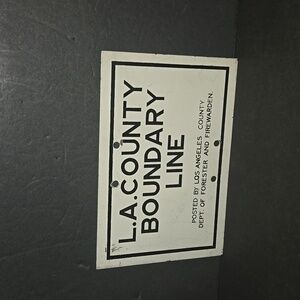 L.A. COUNTY
BOUNDARY
LINE
POSTED BY LOS ANGELES COUNTY
DEPT. OF FORESTER AND FIREWARDEN.